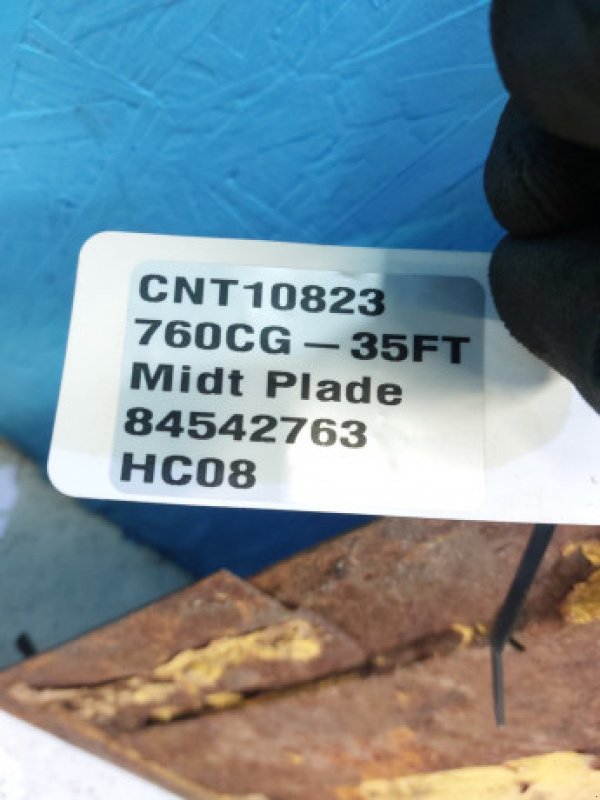 CNT10823
760CG – 35FT
Midt Plade
84542763
HC08